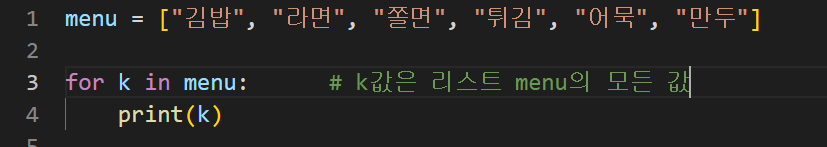 1 menu = ["김밥", "라면", "쫄면", "튀김", "어묵", "만두"]
2
3 for k in menu: # k값은 리스트 menu의 모든 값
4 print(k)
5